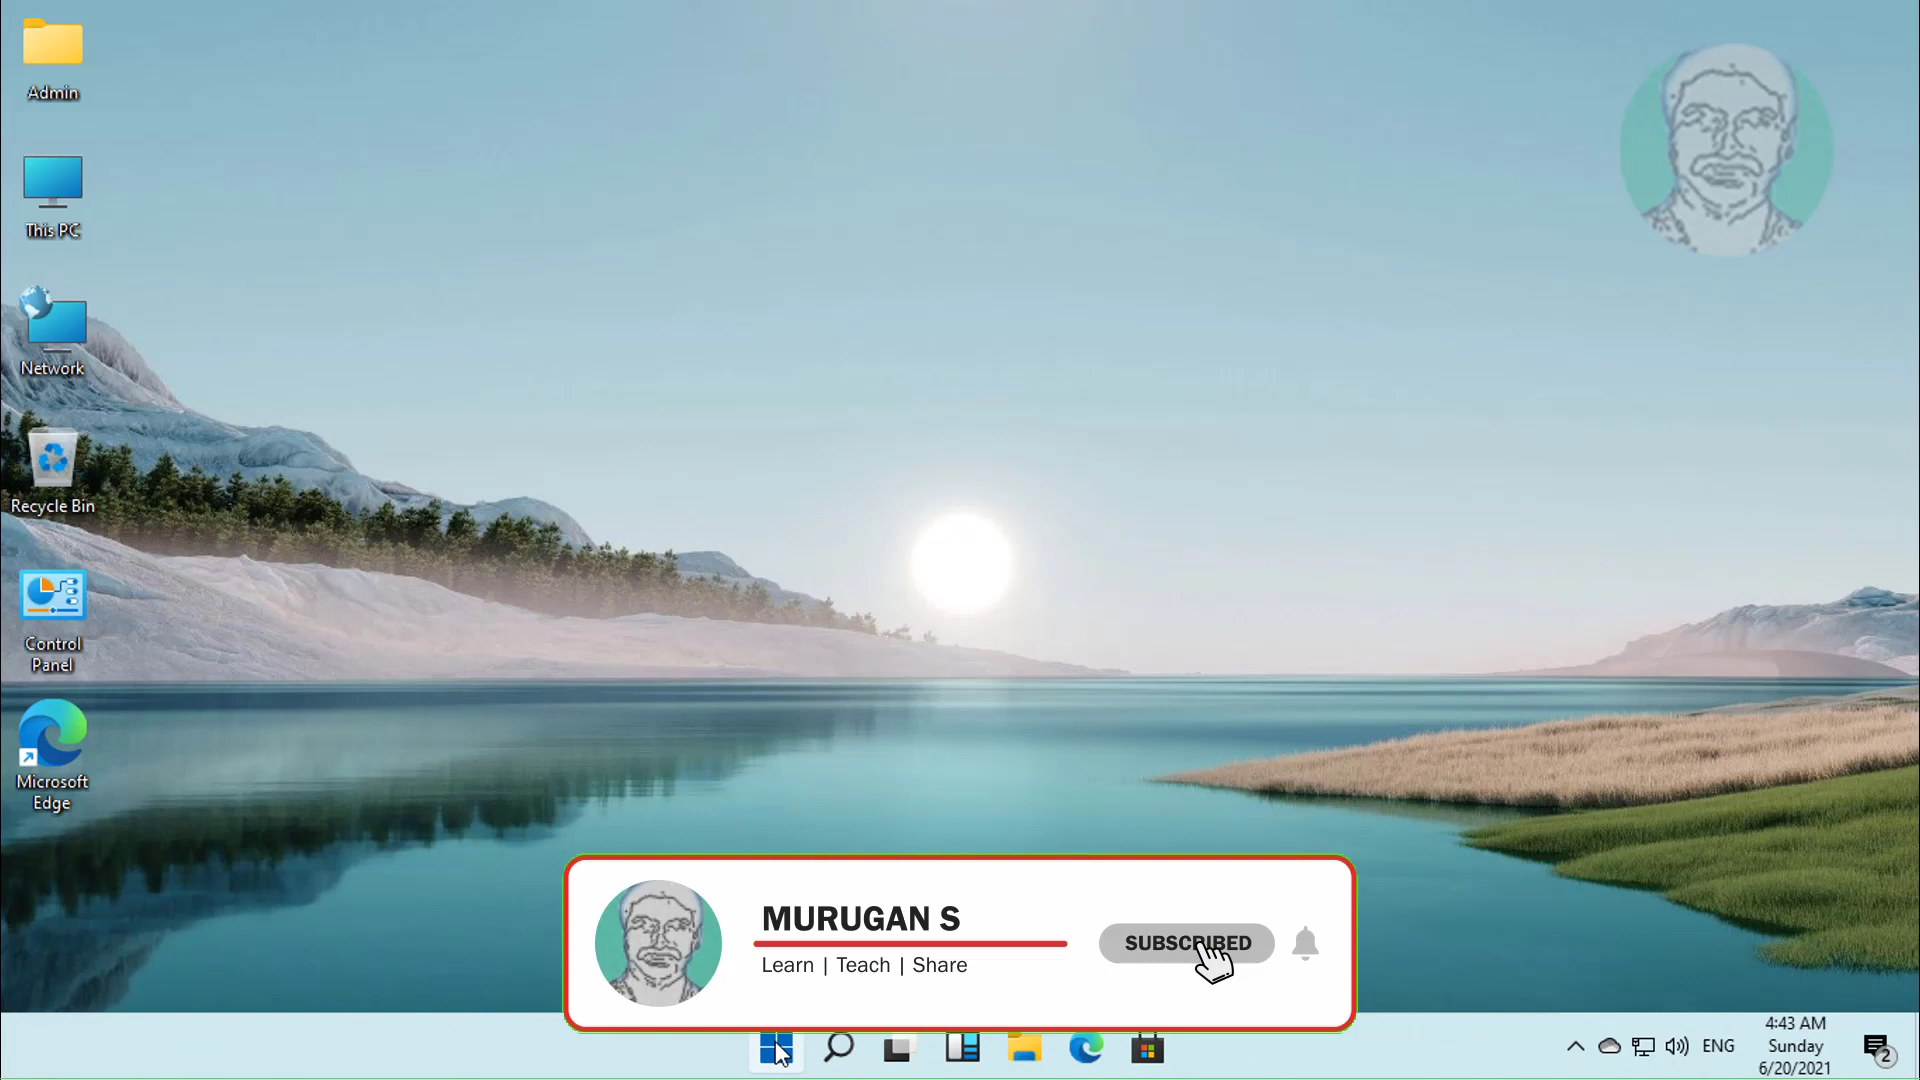 Admin
This PC
Network
Recycle Bin
Control
Panel
Microsoft
Edge
MURUGAN S
Learn | Teach | Share
SUBSCRIBED
ENG
4:43 AM
Sunday
6/20/2021
2